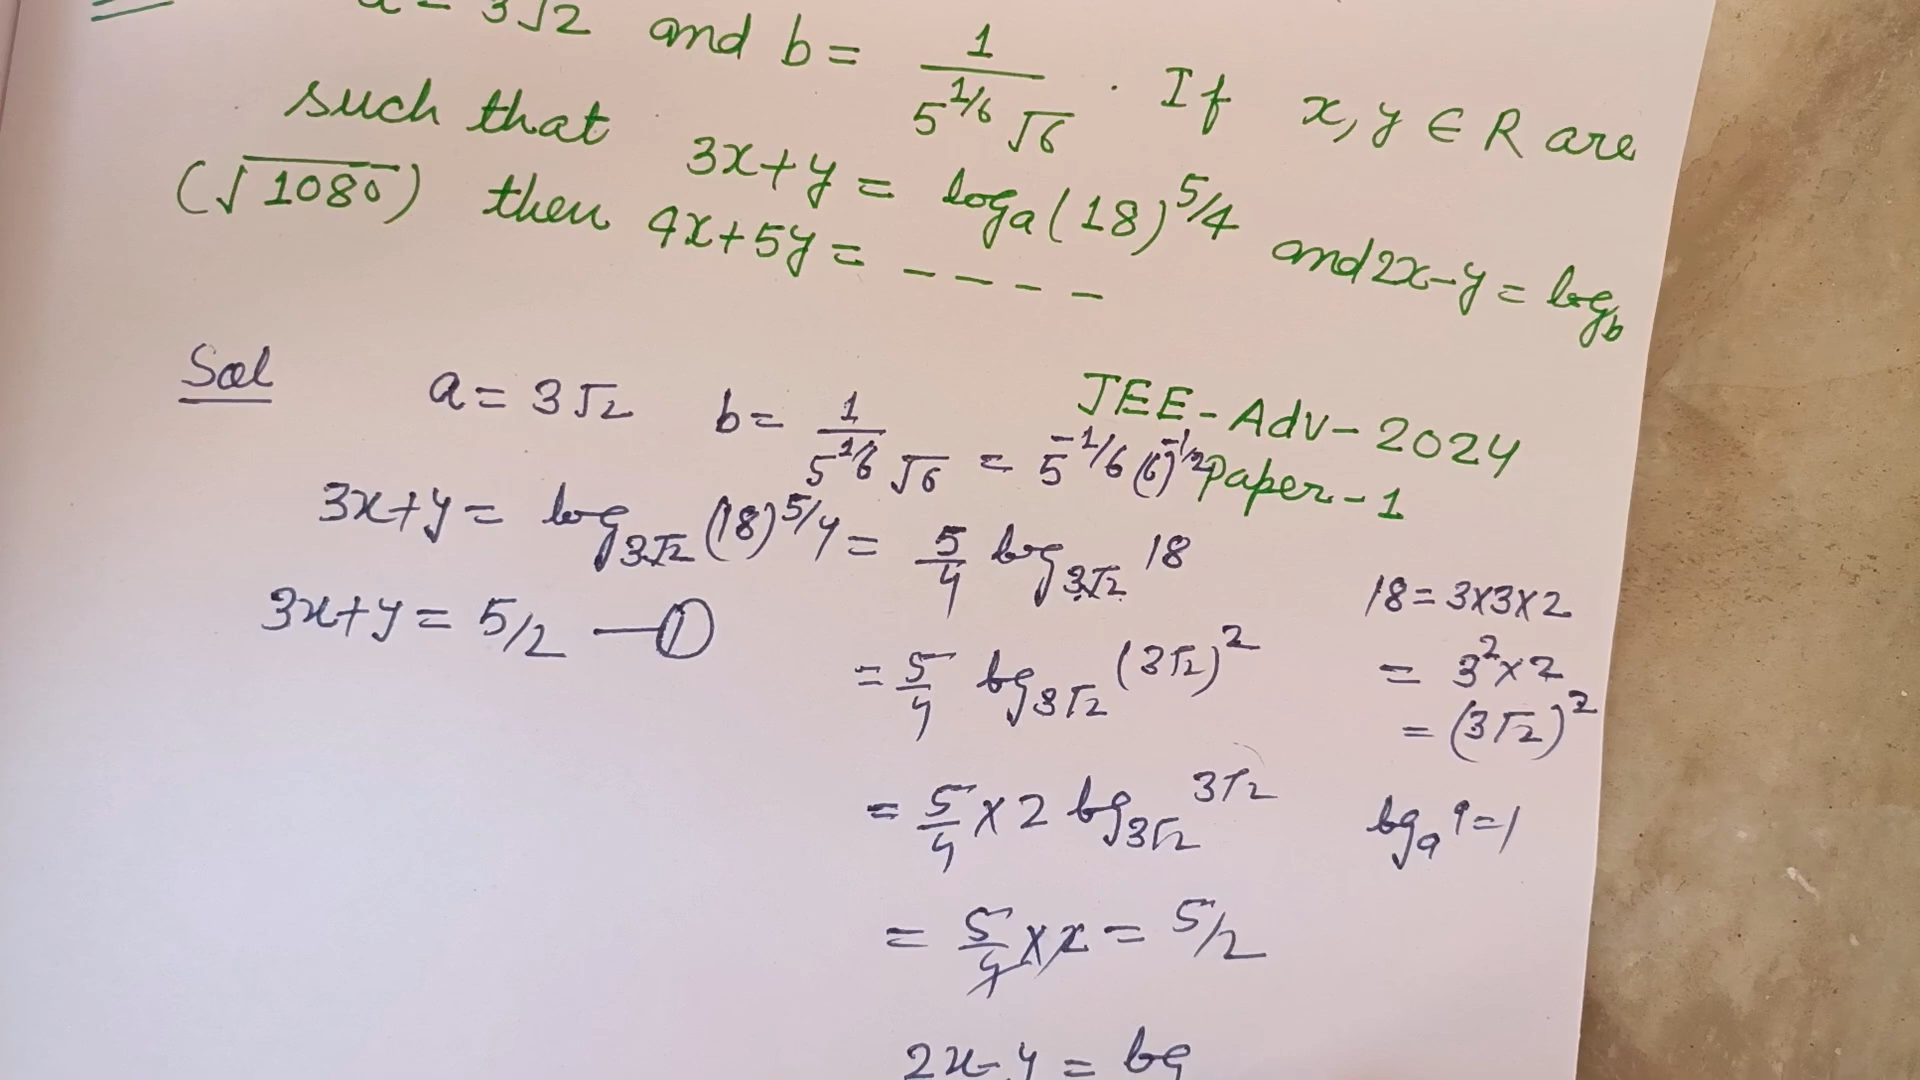 a = 3√2 and b = 1/(5^(1/6) √6) . If x, y ∈ R are
such that 3x+y = log_a (18)^(5/4) and 2x-y = log_b
(√1080) then 4x+5y = - - - -
JEE-Adv-2024
Paper-1
Sol a = 3√2 b = 1/(5^(1/6) √6) = 5^(-1/6) (6)^(-1/2)
3x+y = log_(3√2) (18)^(5/4) = 5/4 log_(3√2) 18
3x+y = 5/2 —①
= 5/4 log_(3√2) (3√2)^2
= 5/4 × 2 log_(3√2) 3√2
= 5/4 × 2 = 5/2
18 = 3×3×2
= 3^2×2
= (3√2)^2
log_a a = 1
2x-y = log